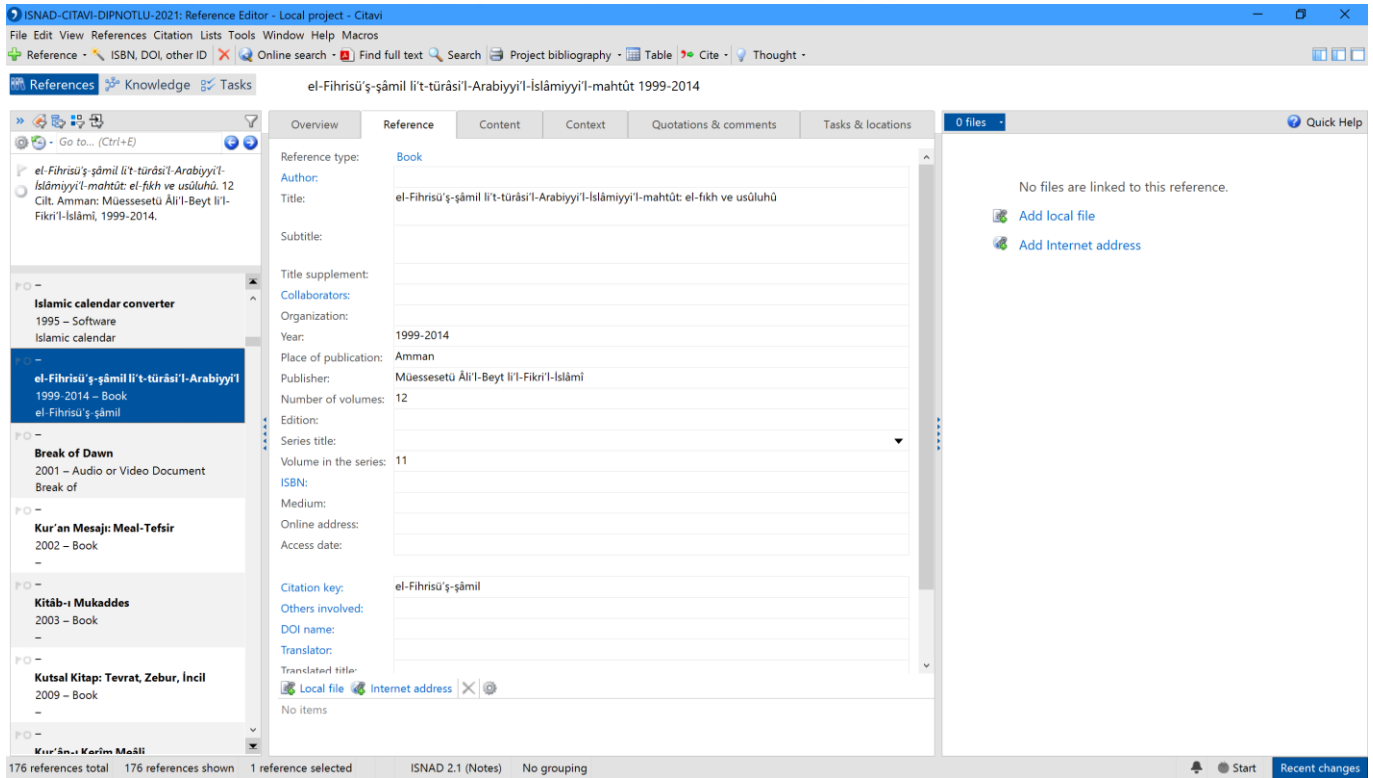 ISNAD-CITAVI-DIPNOTLU-2021: Reference Editor - Local project - Citavi
File Edit View References Citation Lists Tools Window Help Macros
Reference ISBN, DOI, other ID Online search Find full text Search Project bibliography Table Cite Thought
References Knowledge Tasks
el-Fihrisü'ş-şâmil li't-türâsi'l-Arabiyyi'l-İslâmiyyi'l-mahtût 1999-2014
Go to... (Ctrl+E)
el-Fihrisü'ş-şâmil li't-türâsi'l-Arabiyyi'l-
İslâmiyyi'l-mahtût: el-fıkh ve usûluhû. 12
Cilt. Amman: Müessesetü Âli'l-Beyt li'l-
Fikri'l-İslâmî, 1999-2014.
–
Islamic calendar converter
1995 – Software
Islamic calendar
–
el-Fihrisü'ş-şâmil li't-türâsi'l-Arabiyyi'l
1999-2014 – Book
el-Fihrisü'ş-şâmil
–
Break of Dawn
2001 – Audio or Video Document
Break of
–
Kur'an Mesajı: Meal-Tefsir
2002 – Book
–
–
Kitâb-ı Mukaddes
2003 – Book
–
–
Kutsal Kitap: Tevrat, Zebur, İncil
2009 – Book
–
–
Kur'ân-ı Kerîm Meâli
Overview Reference Content Context Quotations & comments Tasks & locations
Reference type: Book
Author:
Title: el-Fihrisü'ş-şâmil li't-türâsi'l-Arabiyyi'l-İslâmiyyi'l-mahtût: el-fıkh ve usûluhû
Subtitle:
Title supplement:
Collaborators:
Organization:
Year: 1999-2014
Place of publication: Amman
Publisher: Müessesetü Âli'l-Beyt li'l-Fikri'l-İslâmî
Number of volumes: 12
Edition:
Series title:
Volume in the series: 11
ISBN:
Medium:
Online address:
Access date:
Citation key: el-Fihrisü'ş-şâmil
Others involved:
DOI name:
Translator:
Translated title:
Local file Internet address
No items
0 files Quick Help
No files are linked to this reference.
Add local file
Add Internet address
176 references total 176 references shown 1 reference selected ISNAD 2.1 (Notes) No grouping Start Recent changes